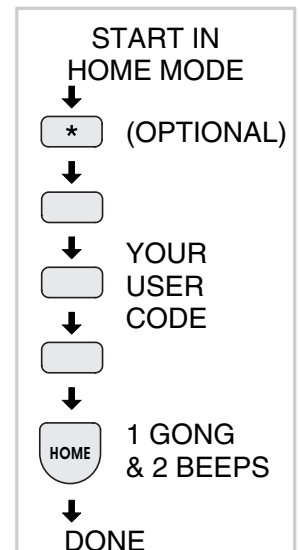 START IN
HOME MODE
* (OPTIONAL)
YOUR
USER
CODE
HOME
1 GONG
& 2 BEEPS
DONE